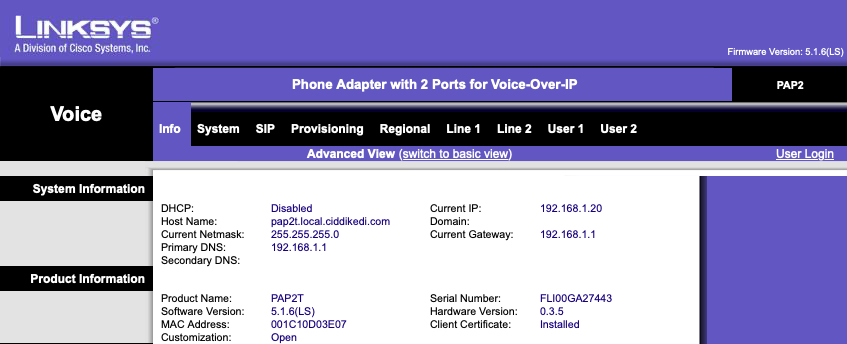 LINKSYS®
A Division of Cisco Systems, Inc.
Firmware Version: 5.1.6(LS)
Phone Adapter with 2 Ports for Voice-Over-IP PAP2
Voice
Info System SIP Provisioning Regional Line 1 Line 2 User 1 User 2
Advanced View (switch to basic view) User Login
System Information
DHCP: Disabled Current IP: 192.168.1.20
Host Name: pap2t.local.ciddikedi.com Domain:
Current Netmask: 255.255.255.0 Current Gateway: 192.168.1.1
Primary DNS: 192.168.1.1
Secondary DNS:
Product Information
Product Name: PAP2T Serial Number: FLI00GA27443
Software Version: 5.1.6(LS) Hardware Version: 0.3.5
MAC Address: 001C10D03E07 Client Certificate: Installed
Customization: Open